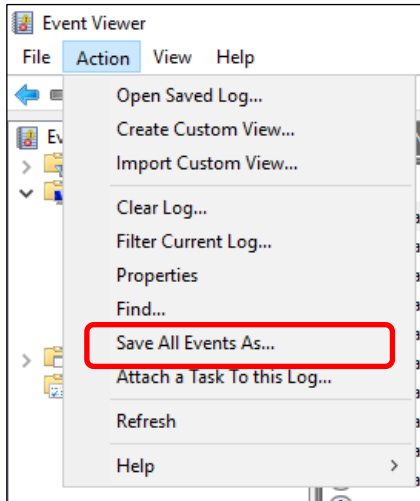 Event Viewer
File Action View Help
Open Saved Log...
Create Custom View...
Import Custom View...
Clear Log...
Filter Current Log...
Properties
Find...
Save All Events As...
Attach a Task To this Log...
Refresh
Help